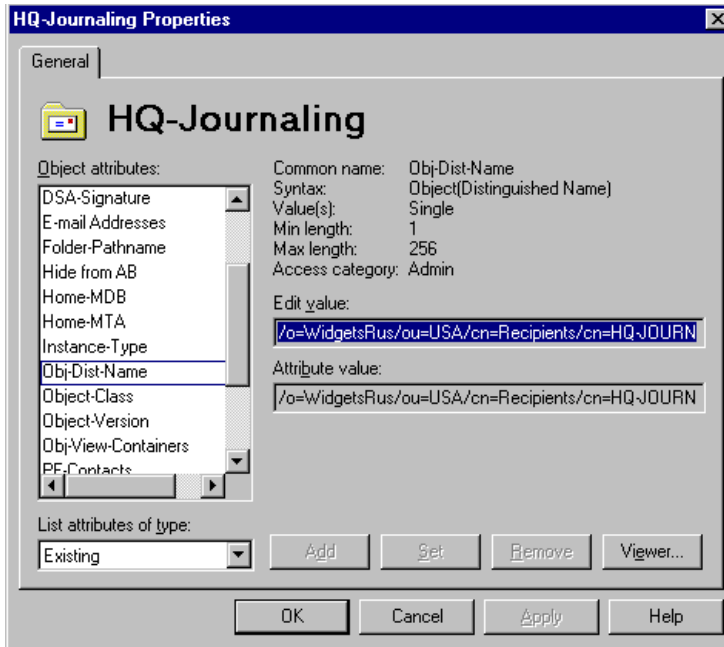 HQ-Journaling Properties
General
HQ-Journaling
Object attributes:
DSA-Signature
E-mail Addresses
Folder-Pathname
Hide from AB
Home-MDB
Home-MTA
Instance-Type
Obj-Dist-Name
Object-Class
Object-Version
Obj-View-Containers
PF-Contacts
List attributes of type:
Existing
Common name: Obj-Dist-Name
Syntax: Object(Distinguished Name)
Value(s): Single
Min length: 1
Max length: 256
Access category: Admin
Edit value:
/o=WidgetsRus/ou=USA/cn=Recipients/cn=HQ-JOURN
Attribute value:
/o=WidgetsRus/ou=USA/cn=Recipients/cn=HQ-JOURN
Add Set Remove Viewer...
OK Cancel Apply Help